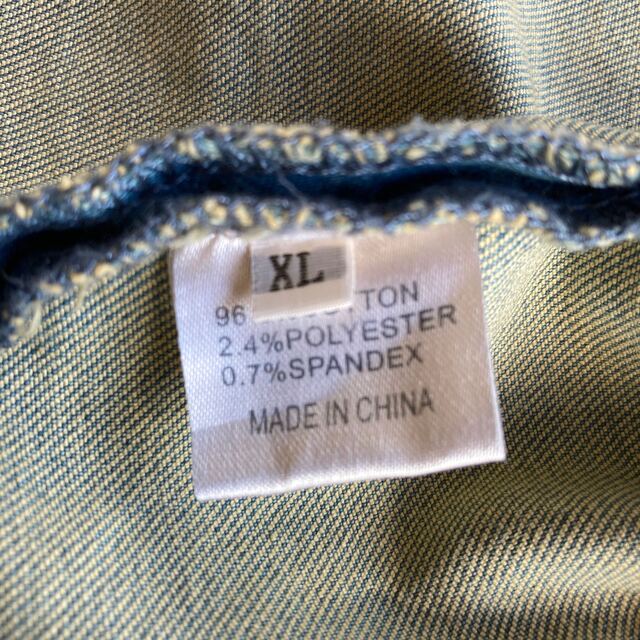 XL
96
2.4%POLYESTER
0.7%SPANDEX
MADE IN CHINA